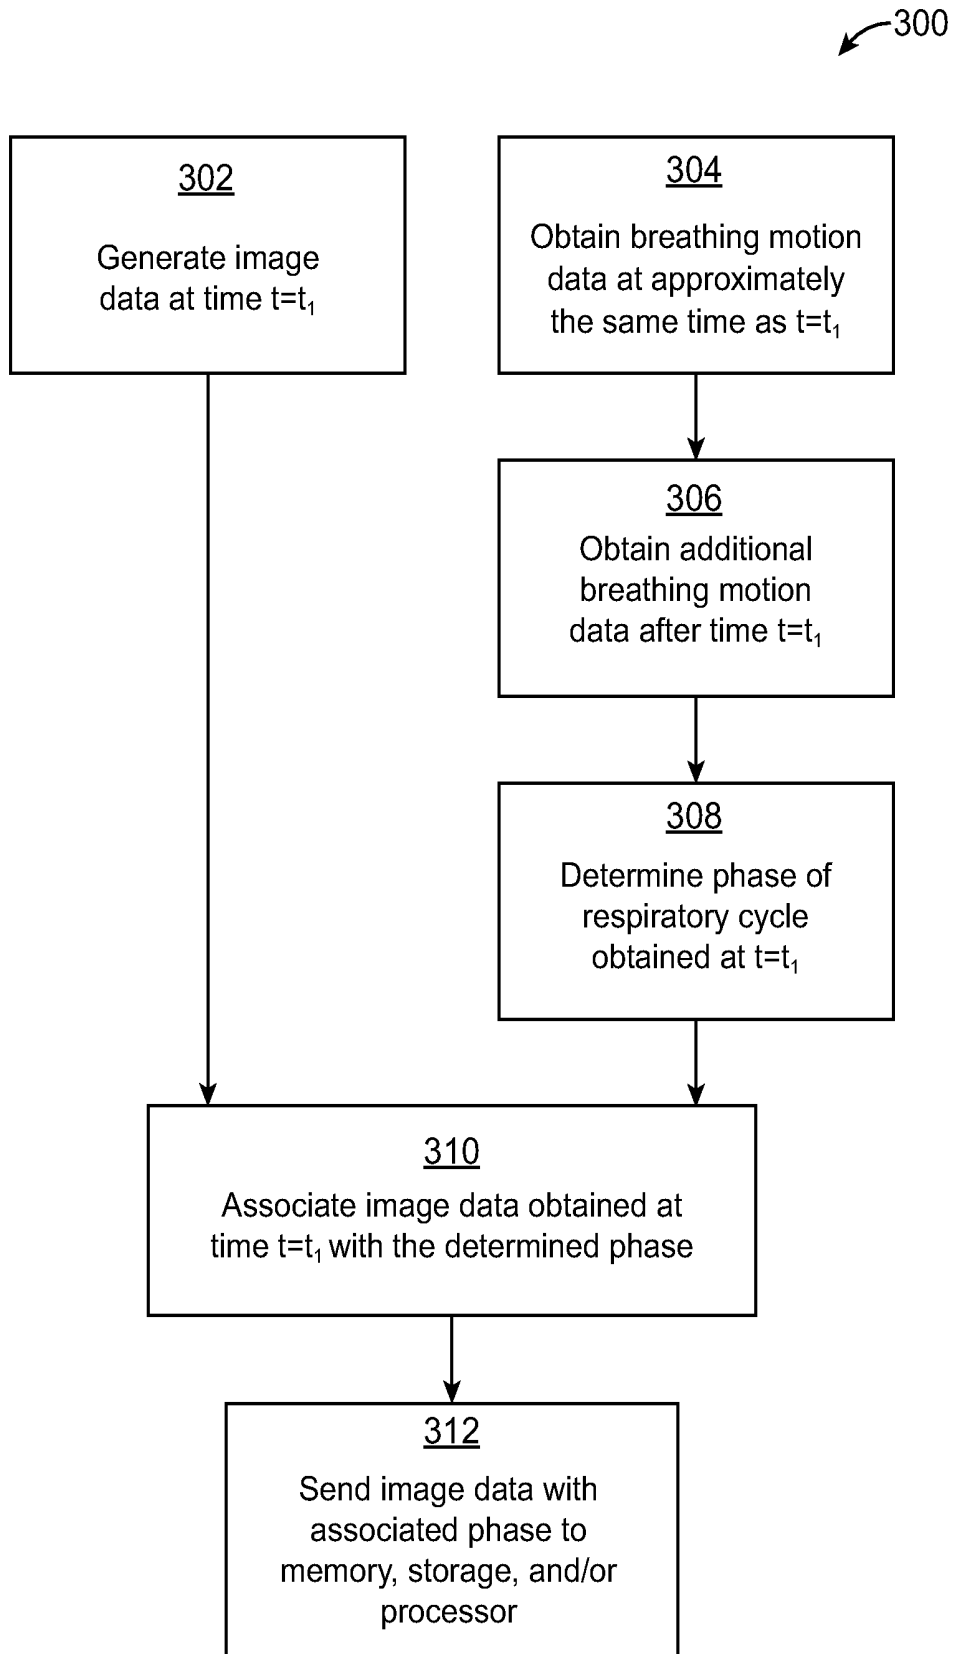 300
302
Generate image
data at time t=t₁
304
Obtain breathing motion
data at approximately
the same time as t=t₁
306
Obtain additional
breathing motion
data after time t=t₁
308
Determine phase of
respiratory cycle
obtained at t=t₁
310
Associate image data obtained at
time t=t₁ with the determined phase
312
Send image data with
associated phase to
memory, storage, and/or
processor